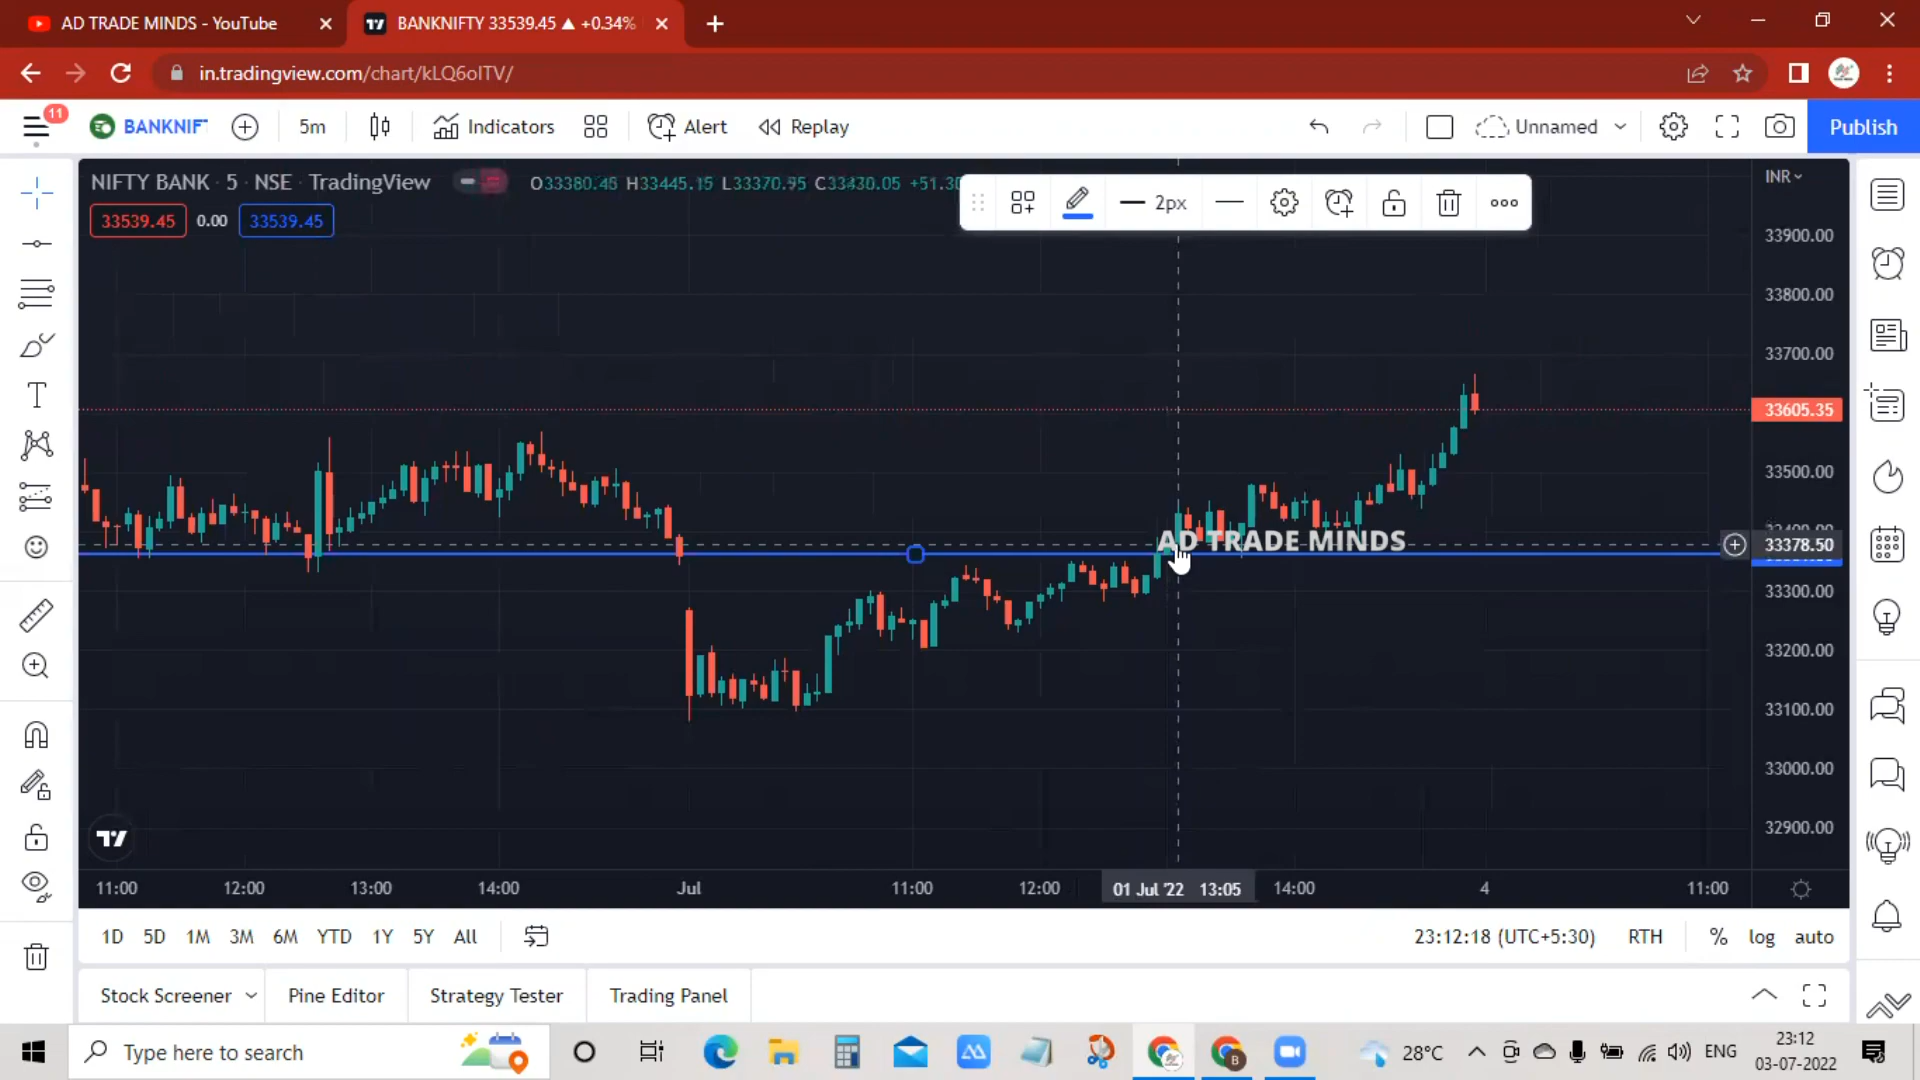 AD TRADE MINDS - YouTube
BANKNIFTY 33539.45 ▲ +0.34%
in.tradingview.com/chart/kLQ6oITV/
11
BANKNIF
5m
Indicators
Alert
Replay
Unnamed
Publish
NIFTY BANK · 5 · NSE · TradingView
O33380.45 H33445.15 L33370.95 C33430.05 +51.30
2px
INR
33539.45 0.00 33539.45
33900.00
33800.00
33700.00
33605.35
33500.00
33400.00
33378.50
33300.00
33200.00
33100.00
33000.00
32900.00
AD TRADE MINDS
11:00 12:00 13:00 14:00 Jul 11:00 12:00 01 Jul '22 13:05 14:00 4 11:00
1D 5D 1M 3M 6M YTD 1Y 5Y All
23:12:18 (UTC+5:30) RTH % log auto
Stock Screener Pine Editor Strategy Tester Trading Panel
Type here to search
B
28°C
ENG
23:12
03-07-2022